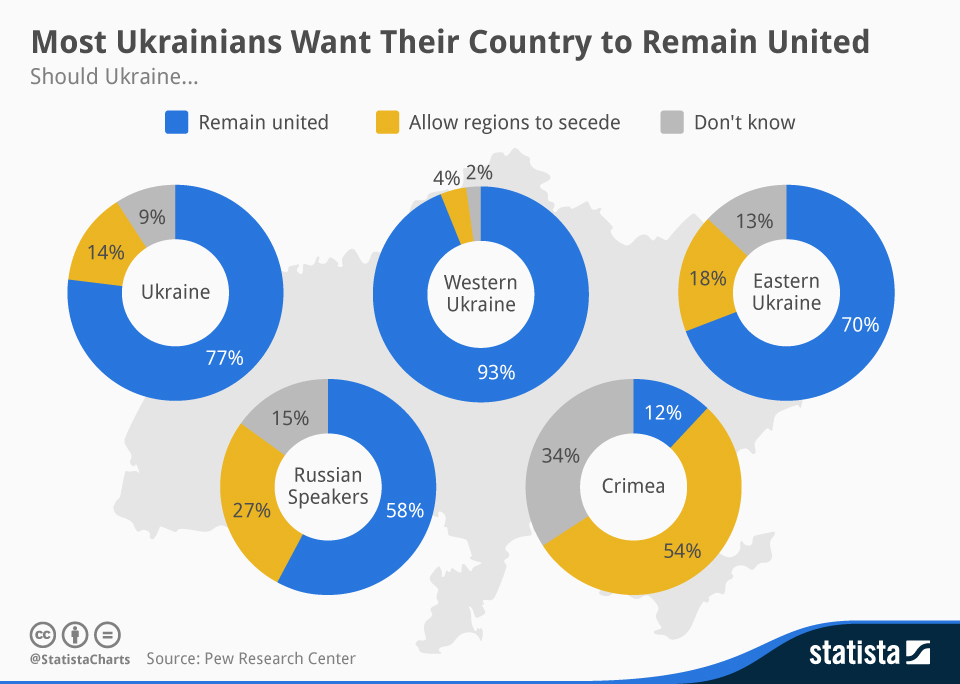 Most Ukrainians Want Their Country to Remain United
Should Ukraine...
Remain united
Allow regions to secede
Don't know
9%
14%
Ukraine
77%
4%
2%
Western
Ukraine
93%
13%
18%
Eastern
Ukraine
70%
15%
27%
Russian
Speakers
58%
12%
34%
Crimea
54%
cc
@StatistaCharts
Source: Pew Research Center
statista